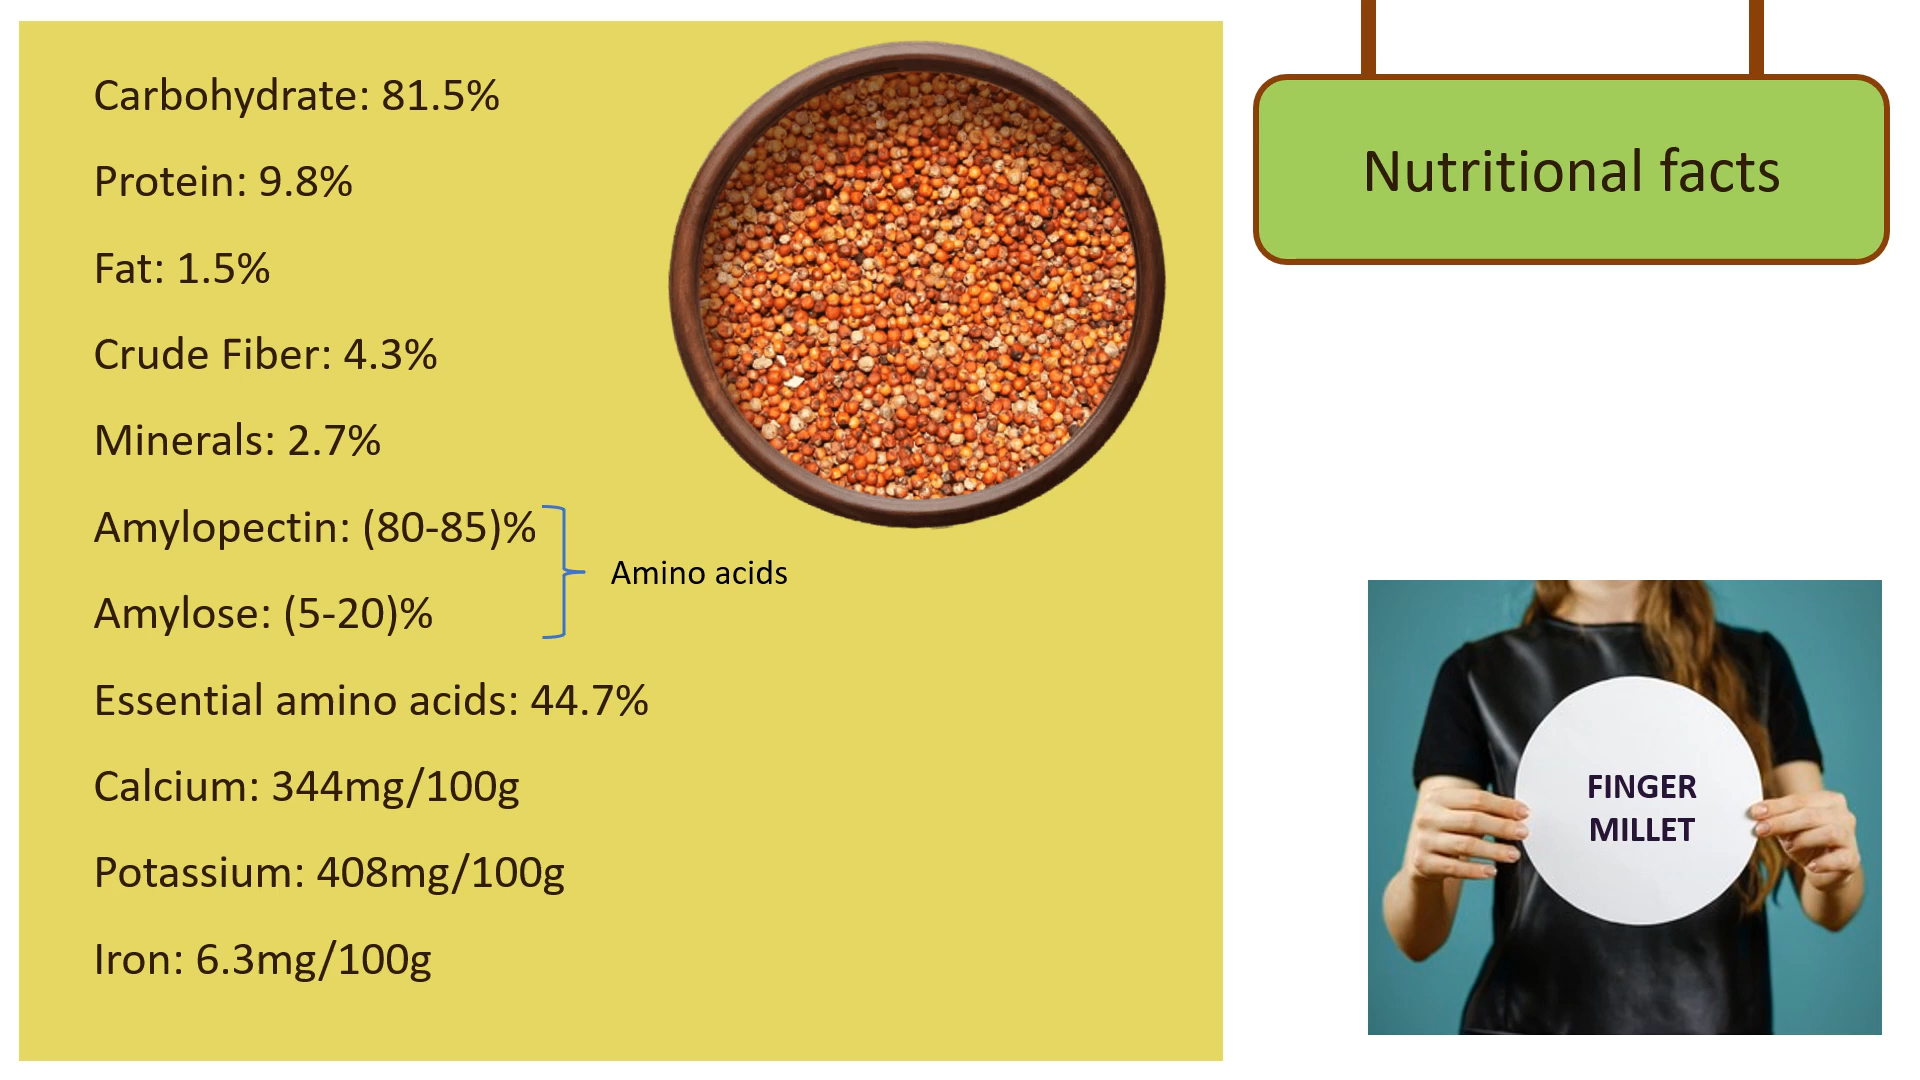 Nutritional facts
Carbohydrate: 81.5%
Protein: 9.8%
Fat: 1.5%
Crude Fiber: 4.3%
Minerals: 2.7%
Amylopectin: (80-85)%
Amylose: (5-20)%
Amino acids
Essential amino acids: 44.7%
Calcium: 344mg/100g
Potassium: 408mg/100g
Iron: 6.3mg/100g
FINGER
MILLET